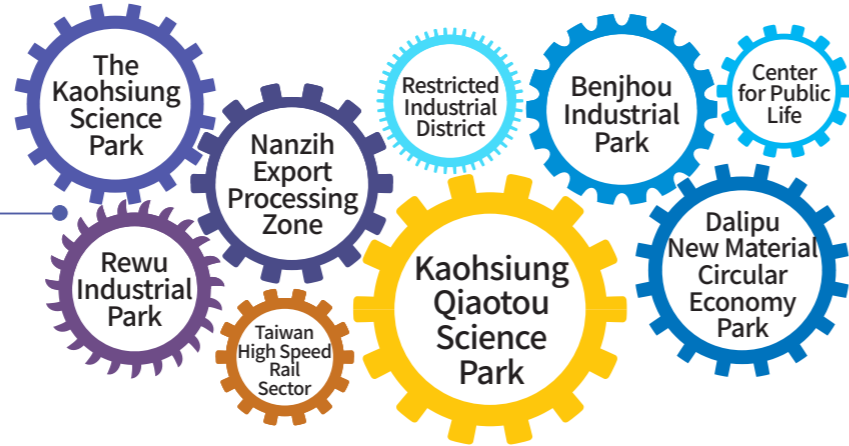 The
Kaohsiung
Science
Park
Nanzih
Export
Processing
Zone
Restricted
Industrial
District
Benjhou
Industrial
Park
Center
for Public
Life
Rewu
Industrial
Park
Taiwan
High Speed
Rail
Sector
Kaohsiung
Qiaotou
Science
Park
Dalipu
New Material
Circular
Economy
Park